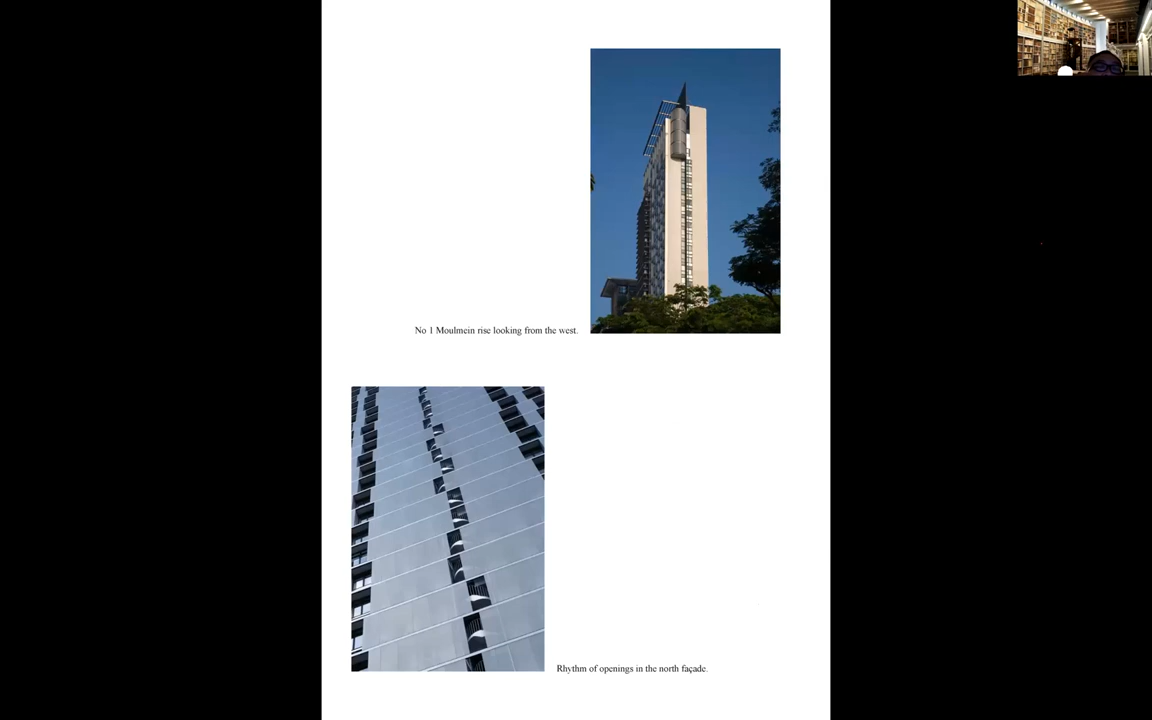 No 1 Moulmein rise looking from the west.
Rhythm of openings in the north façade.